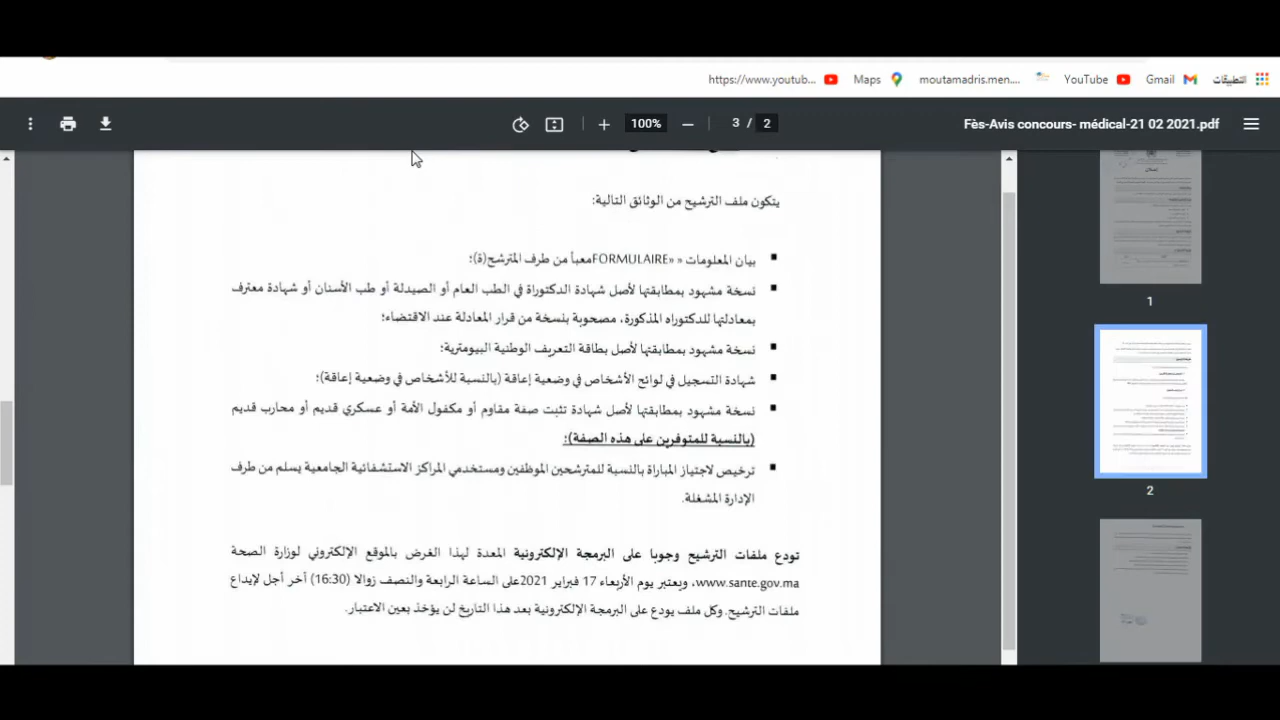 https://www.youtub...
Maps
moutamadris.men....
YouTube
Gmail
التطبيقات
100%
3 / 2
Fès-Avis concours- médical-21 02 2021.pdf
يتكون ملف الترشيح من الوثائق التالية:
▪ بيان المعلومات « «FORMULAIREمعبأ من طرف المترشح(ة)؛
▪ نسخة مشهود بمطابقتها لأصل شهادة الدكتوراة في الطب العام أو الصيدلة أو طب الأسنان أو شهادة معترف
بمعادلتها للدكتوراه المذكورة، مصحوبة بنسخة من قرار المعادلة عند الاقتضاء؛
▪ نسخة مشهود بمطابقتها لأصل بطاقة التعريف الوطنية البيومترية؛
▪ شهادة التسجيل في لوائح الأشخاص في وضعية إعاقة (بالنسبة للأشخاص في وضعية إعاقة)؛
▪ نسخة مشهود بمطابقتها لأصل شهادة تثبت صفة مقاوم أو مكفول الأمة أو عسكري قديم أو محارب قديم
(بالنسبة للمتوفرين على هذه الصفة)؛
▪ ترخيص لاجتياز المباراة بالنسبة للمترشحين الموظفين ومستخدمي المراكز الاستشفائية الجامعية يسلم من طرف
الإدارة المشغلة.
تودع ملفات الترشيح وجوبا على البرمجة الإلكترونية المعدة لهذا الغرض بالموقع الإلكتروني لوزارة الصحة
www.sante.gov.ma، ويعتبر يوم الأربعاء 17 فبراير 2021على الساعة الرابعة والنصف زوالا (16:30) أخر أجل لإيداع
ملفات الترشيح. وكل ملف يودع على البرمجة الإلكترونية بعد هذا التاريخ لن يؤخذ بعين الاعتبار.
1
2